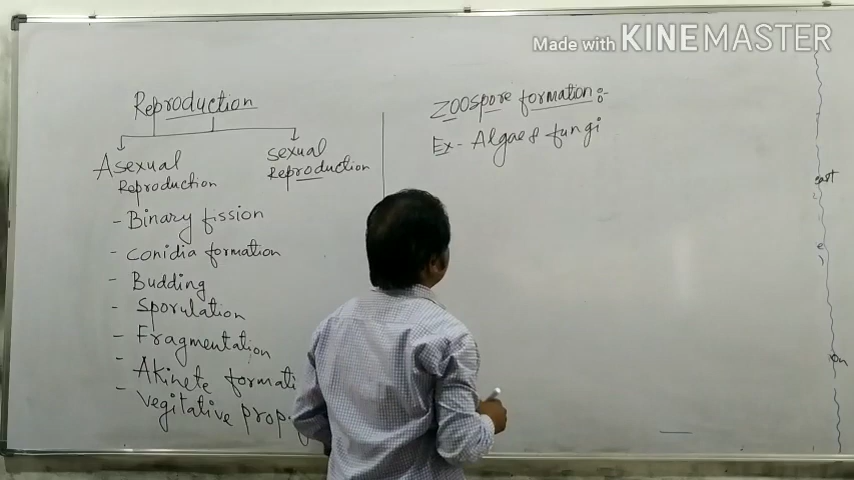 Made with KINEMASTER
Reproduction
Asexual
Reproduction
sexual
Reproduction
- Binary fission
- conidia formation
- Budding
- Sporulation
- Fragmentation
- Akinete formati
- Vegitative prop
Zoospore formation :-
Ex - Algae & fungi